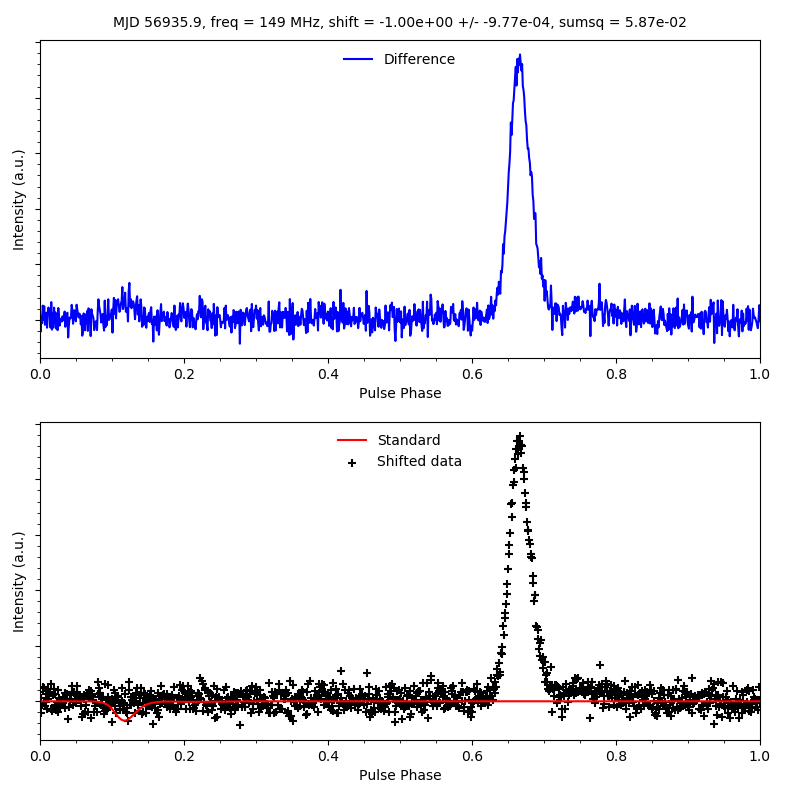 MJD 56935.9, freq = 149 MHz, shift = -1.00e+00 +/- -9.77e-04, sumsq = 5.87e-02
Difference
Intensity (a.u.)
0.0 0.2 0.4 0.6 0.8 1.0
Pulse Phase
Standard
Shifted data
Intensity (a.u.)
0.0 0.2 0.4 0.6 0.8 1.0
Pulse Phase